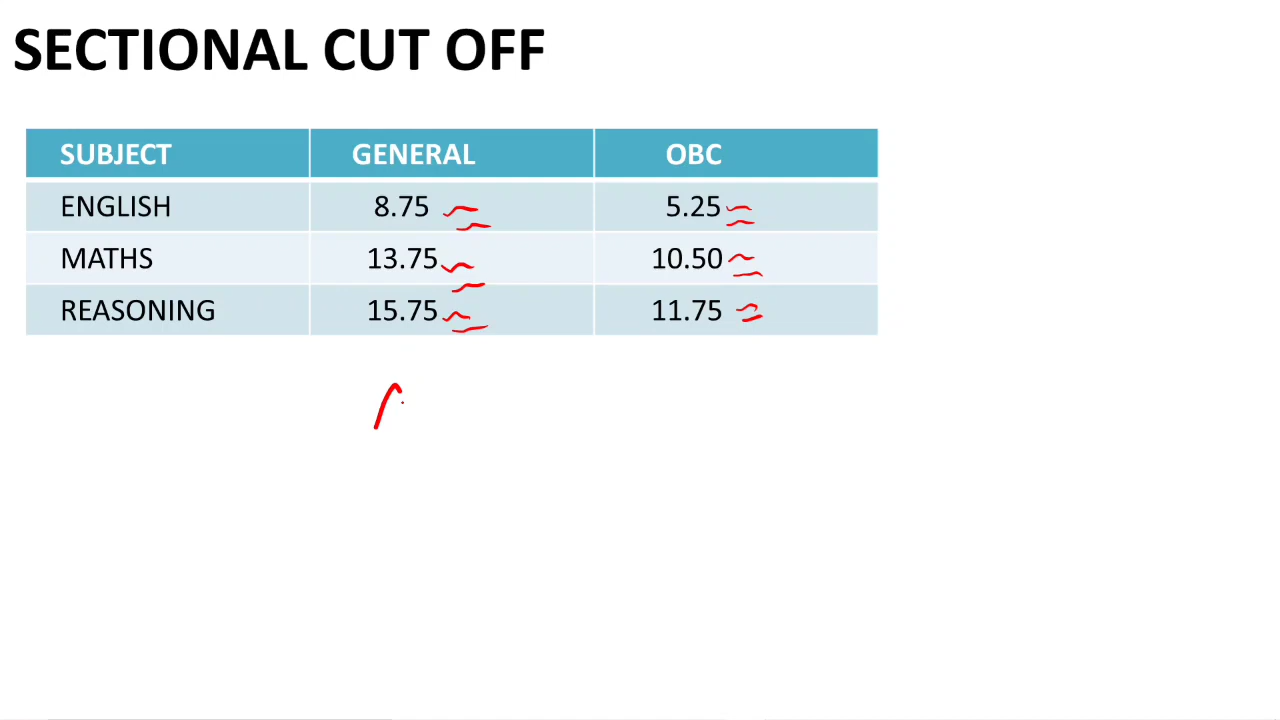 SECTIONAL CUT OFF
SUBJECT GENERAL OBC
ENGLISH 8.75 5.25
MATHS 13.75 10.50
REASONING 15.75 11.75